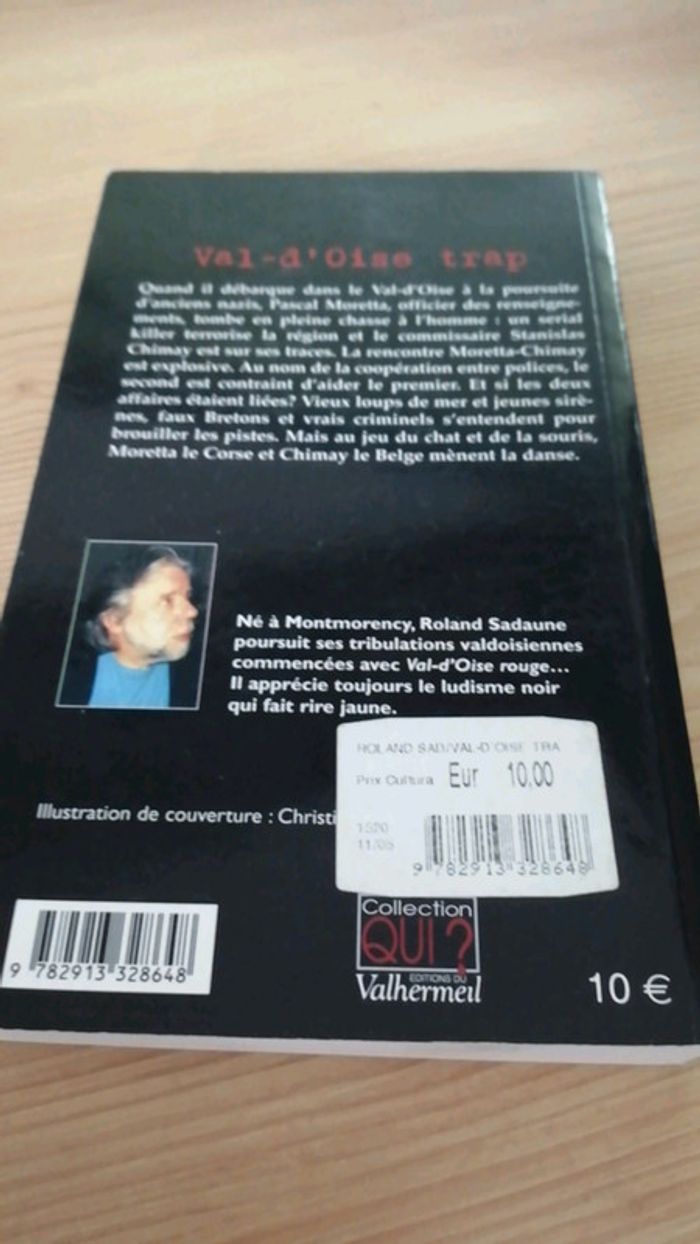 Val-d'Oise trap
Quand il débarque dans le Val-d'Oise à la poursuite
d'anciens nazis, Pascal Moretta, officier des renseigne-
ments, tombe en pleine chasse à l'homme : un serial
killer terrorise la région et le commissaire Stanislas
Chimay est sur ses traces. La rencontre Moretta-Chimay
est explosive. Au nom de la coopération entre polices, le
second est contraint d'aider le premier. Et si les deux
affaires étaient liées? Vieux loups de mer et jeunes sirè-
nes, faux Bretons et vrais criminels s'entendent pour
brouiller les pistes. Mais au jeu du chat et de la souris,
Moretta le Corse et Chimay le Belge mènent la danse.
Né à Montmorency, Roland Sadaune
poursuit ses tribulations valdoisiennes
commencées avec Val-d'Oise rouge...
Il apprécie toujours le ludisme noir
qui fait rire jaune.
ROLAND SAD/VAL-D'OISE TRA
Prix Cultura Eur 10.00
1520
11/05
9 782913 328648
Illustration de couverture : Christi
9 782913 328648
Collection
QUI ?
EDITIONS DU
Valhermeil
10 €